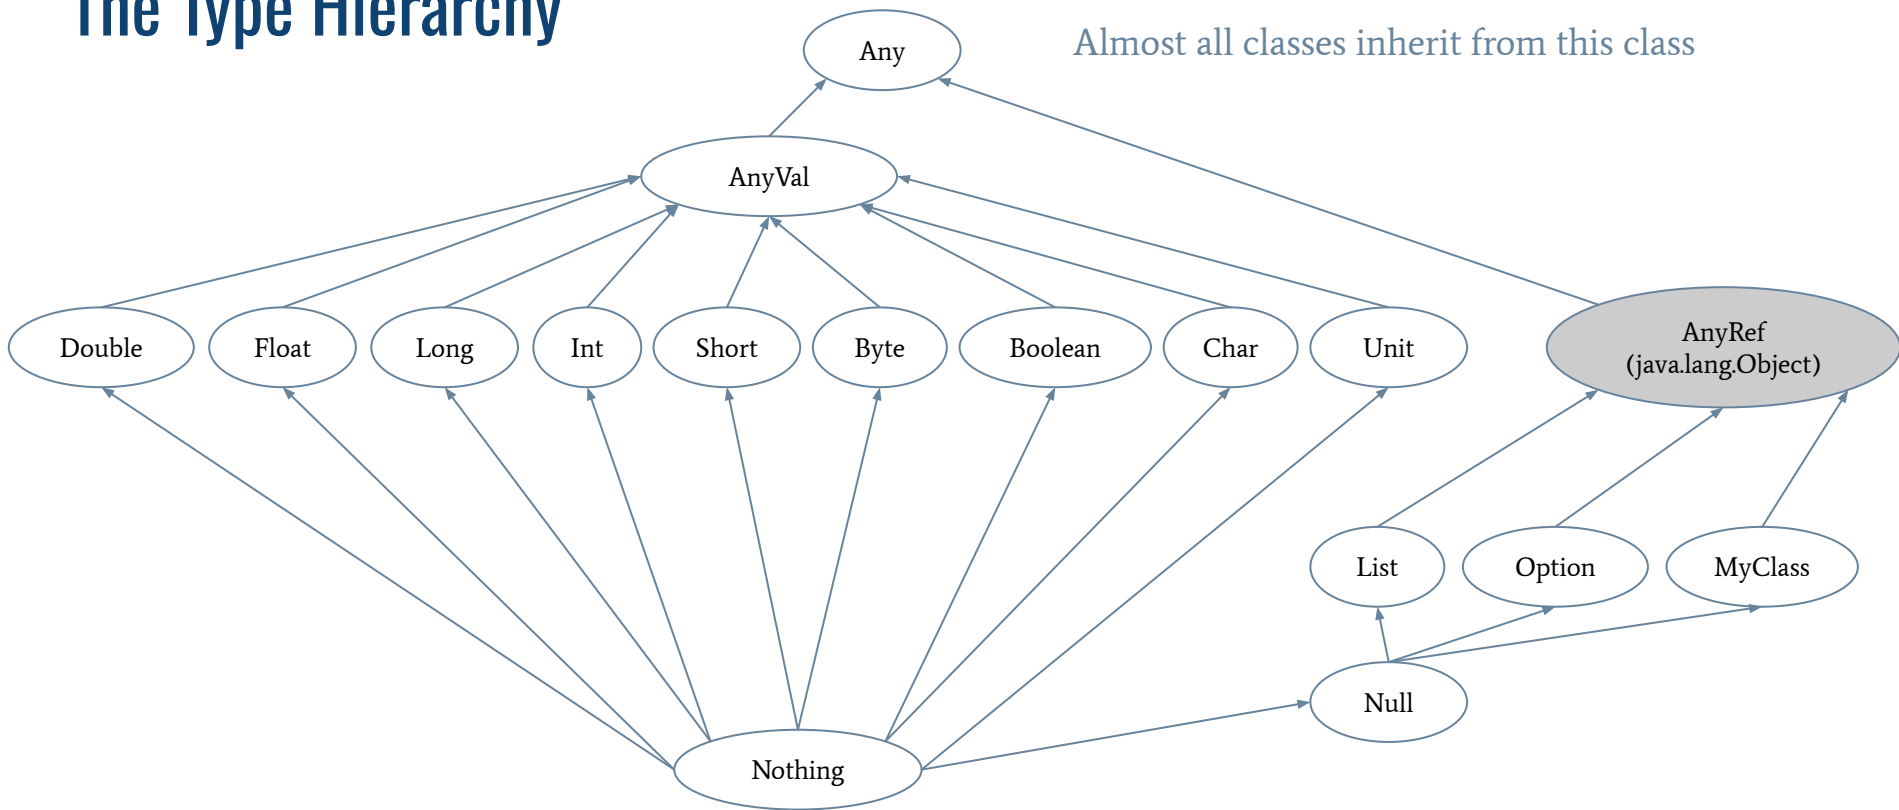 The Type Hierarchy
Any
Almost all classes inherit from this class
AnyVal
Double
Float
Long
Int
Short
Byte
Boolean
Char
Unit
AnyRef
(java.lang.Object)
List
Option
MyClass
Null
Nothing